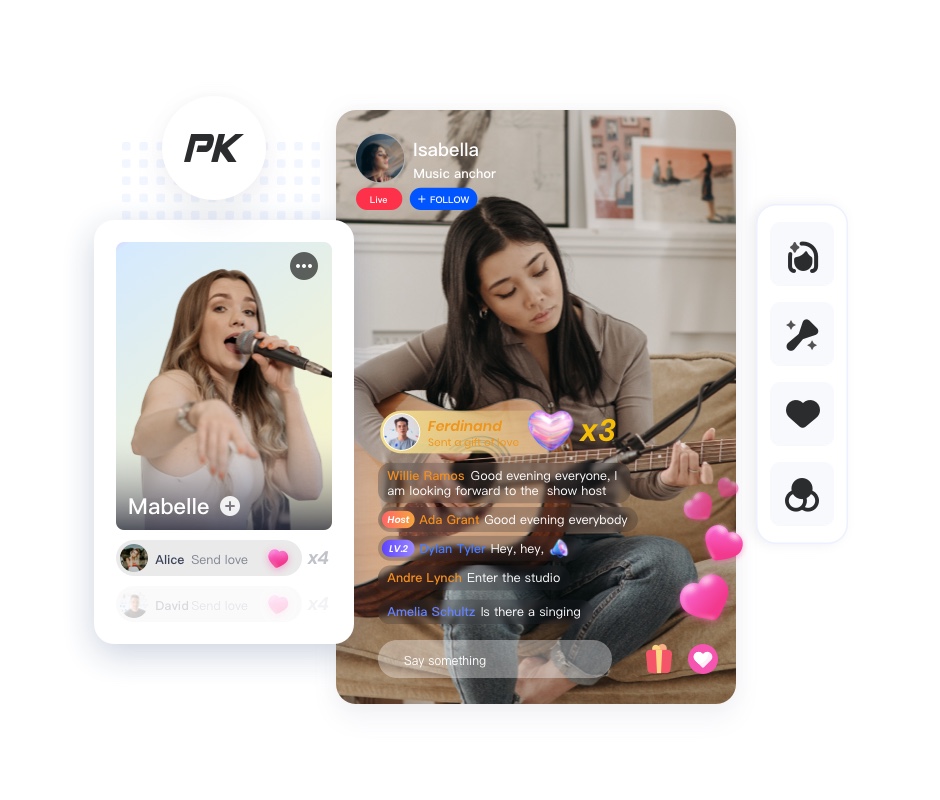 PK
Isabella
Music anchor
Live
+ FOLLOW
Mabelle
Alice Send love x4
David Send love x4
Ferdinand
Sent a gift of love
x3
Willie Ramos Good evening everyone, I
am looking forward to the show host
Host Ada Grant Good evening everybody
LV.2 Dylan Tyler Hey, hey,
Andre Lynch Enter the studio
Amelia Schultz Is there a singing
Say something